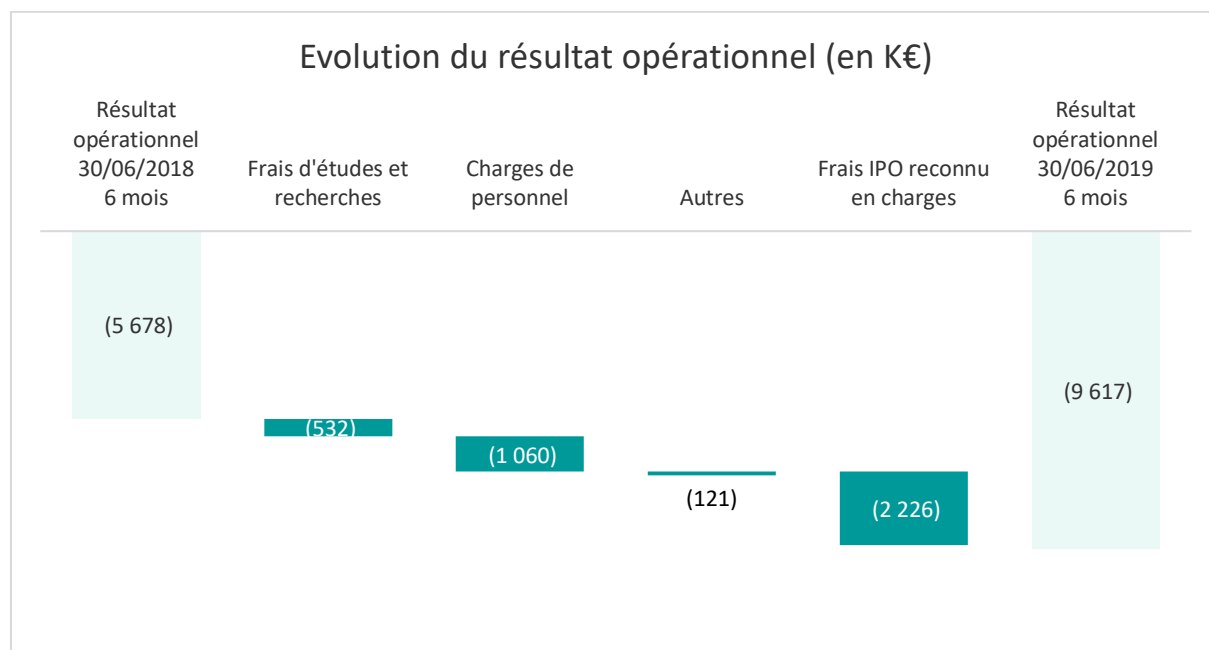 Evolution du résultat opérationnel (en K€)
Résultat
opérationnel
30/06/2018
6 mois
Frais d'études et
recherches
Charges de
personnel
Autres
Frais IPO reconnu
en charges
Résultat
opérationnel
30/06/2019
6 mois
(5 678)
(532)
(1 060)
(121)
(2 226)
(9 617)